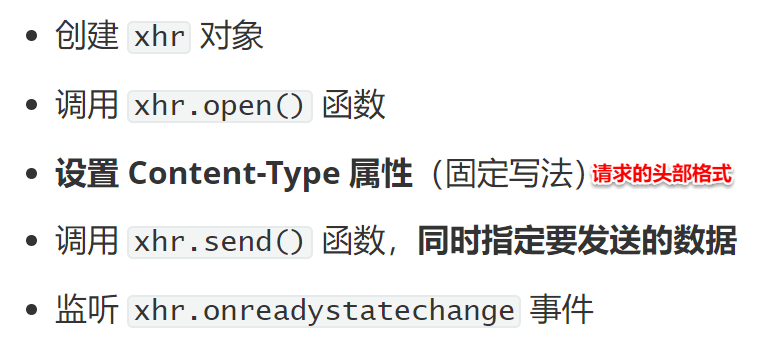 创建 xhr 对象
调用 xhr.open() 函数
设置 Content-Type 属性（固定写法）请求的头部格式
调用 xhr.send() 函数，同时指定要发送的数据
监听 xhr.onreadystatechange 事件